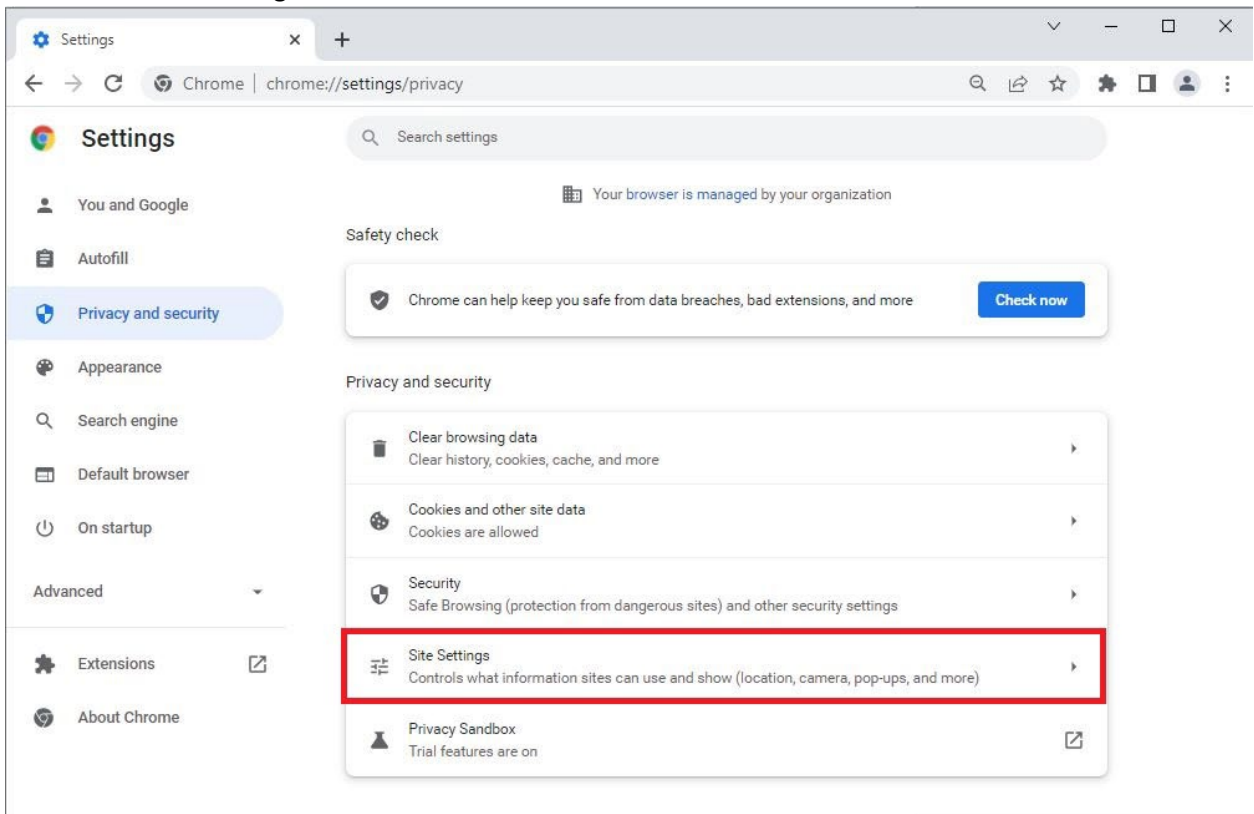 Settings
Chrome | chrome://settings/privacy
Settings
Search settings
You and Google
Autofill
Privacy and security
Appearance
Search engine
Default browser
On startup
Advanced
Extensions
About Chrome
Your browser is managed by your organization
Safety check
Chrome can help keep you safe from data breaches, bad extensions, and more
Check now
Privacy and security
Clear browsing data
Clear history, cookies, cache, and more
Cookies and other site data
Cookies are allowed
Security
Safe Browsing (protection from dangerous sites) and other security settings
Site Settings
Controls what information sites can use and show (location, camera, pop-ups, and more)
Privacy Sandbox
Trial features are on